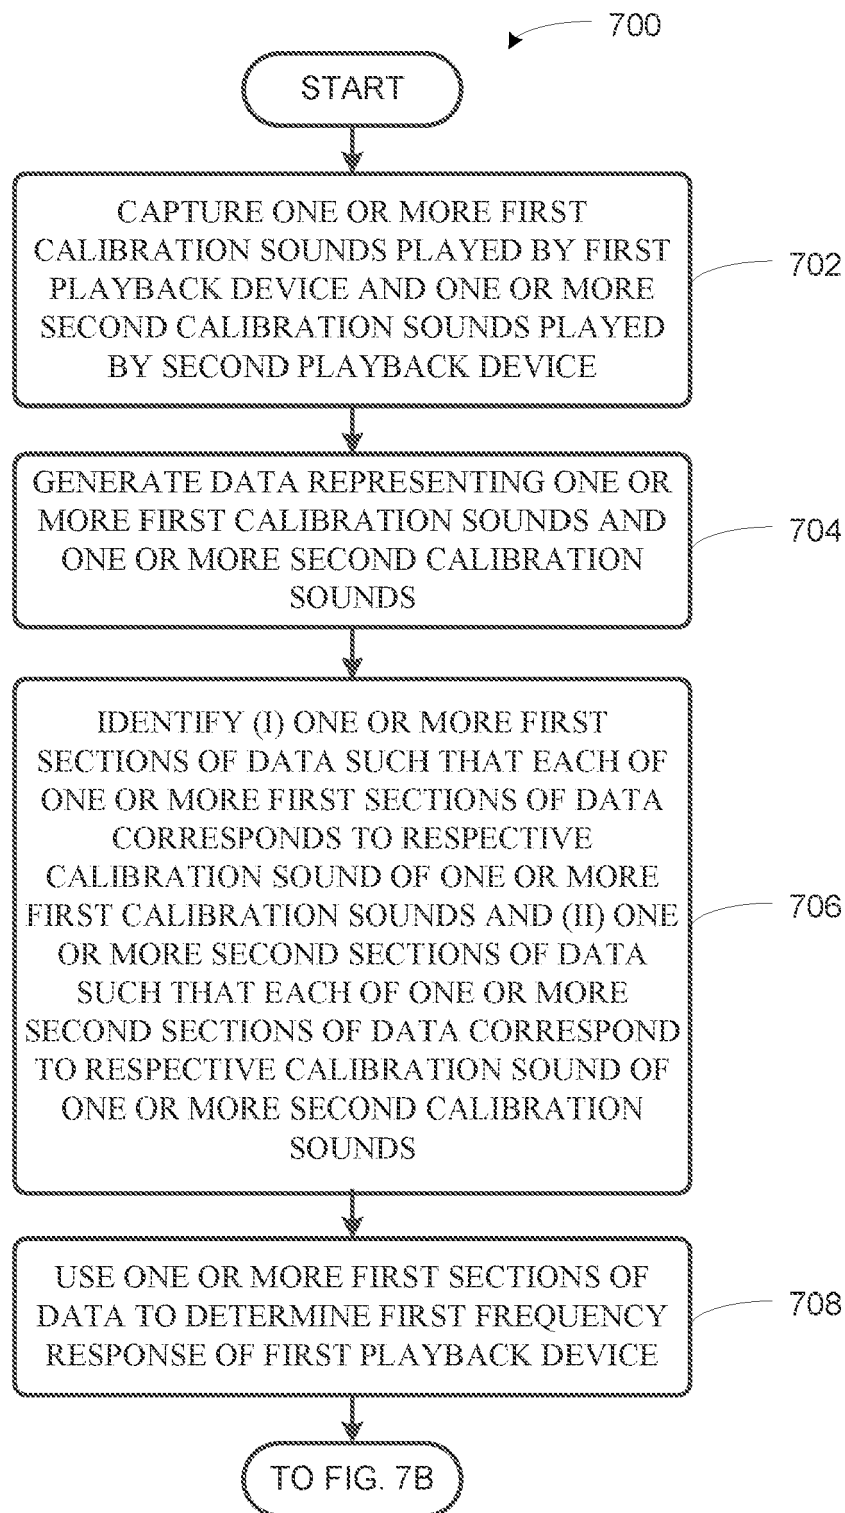 700
START
CAPTURE ONE OR MORE FIRST
CALIBRATION SOUNDS PLAYED BY FIRST
PLAYBACK DEVICE AND ONE OR MORE
SECOND CALIBRATION SOUNDS PLAYED
BY SECOND PLAYBACK DEVICE
702
GENERATE DATA REPRESENTING ONE OR
MORE FIRST CALIBRATION SOUNDS AND
ONE OR MORE SECOND CALIBRATION
SOUNDS
704
IDENTIFY (I) ONE OR MORE FIRST
SECTIONS OF DATA SUCH THAT EACH OF
ONE OR MORE FIRST SECTIONS OF DATA
CORRESPONDS TO RESPECTIVE
CALIBRATION SOUND OF ONE OR MORE
FIRST CALIBRATION SOUNDS AND (II) ONE
OR MORE SECOND SECTIONS OF DATA
SUCH THAT EACH OF ONE OR MORE
SECOND SECTIONS OF DATA CORRESPOND
TO RESPECTIVE CALIBRATION SOUND OF
ONE OR MORE SECOND CALIBRATION
SOUNDS
706
USE ONE OR MORE FIRST SECTIONS OF
DATA TO DETERMINE FIRST FREQUENCY
RESPONSE OF FIRST PLAYBACK DEVICE
708
TO FIG. 7B